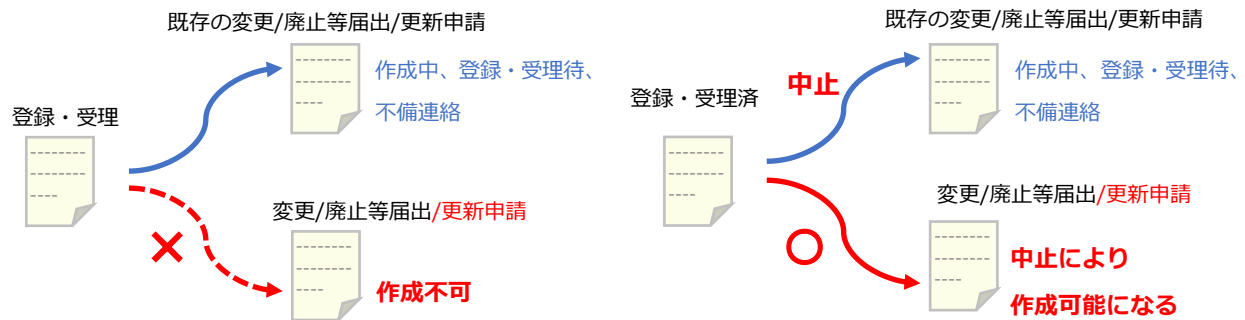 既存の変更/廃止等届出/更新申請
作成中、登録・受理待、
不備連絡
登録・受理
変更/廃止等届出/更新申請
作成不可
既存の変更/廃止等届出/更新申請
中止
作成中、登録・受理待、
不備連絡
登録・受理済
変更/廃止等届出/更新申請
中止により
作成可能になる